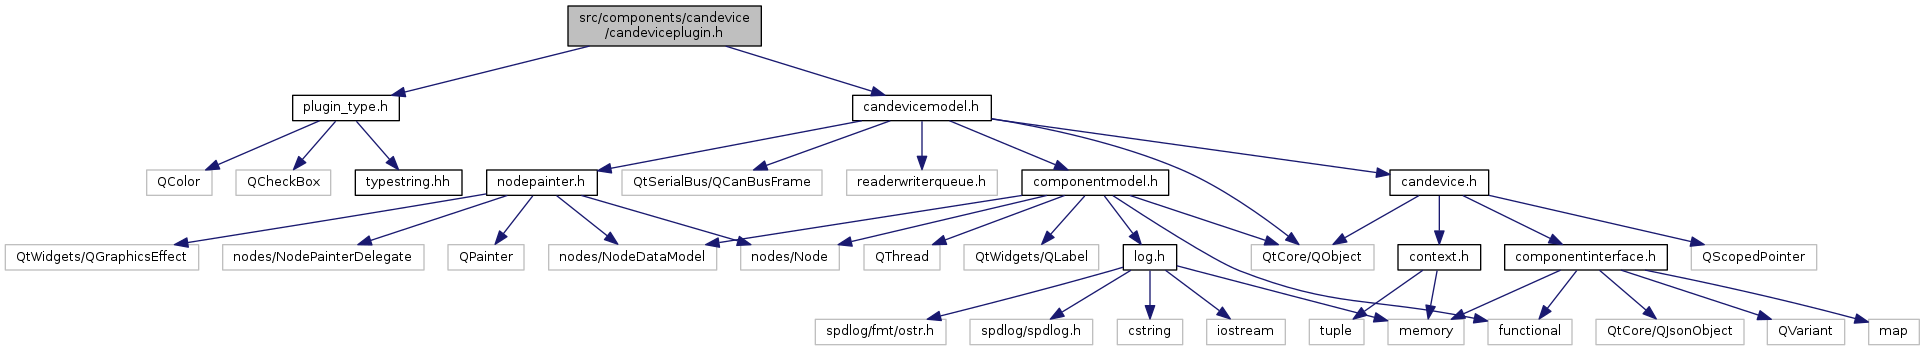 src/components/candevice
/candeviceplugin.h
plugin_type.h
candevicemodel.h
QColor
QCheckBox
typestring.hh
nodepainter.h
QtSerialBus/QCanBusFrame
readerwriterqueue.h
componentmodel.h
candevice.h
QtWidgets/QGraphicsEffect
nodes/NodePainterDelegate
QPainter
nodes/NodeDataModel
nodes/Node
QThread
QtWidgets/QLabel
log.h
QtCore/QObject
context.h
componentinterface.h
QScopedPointer
spdlog/fmt/ostr.h
spdlog/spdlog.h
cstring
iostream
tuple
memory
functional
QtCore/QJsonObject
QVariant
map